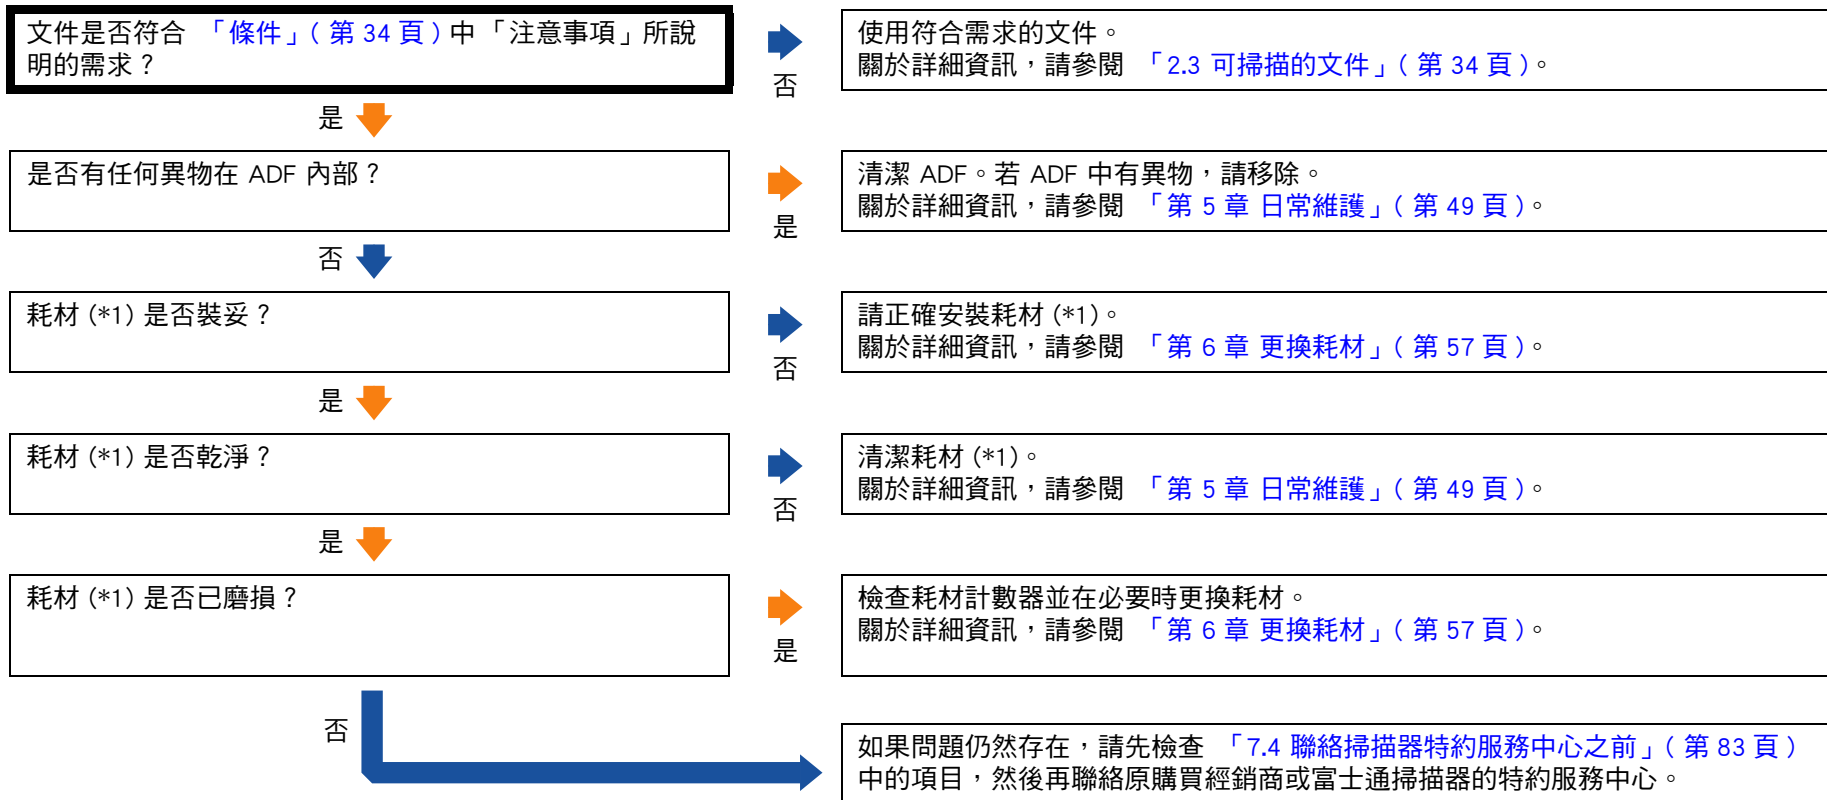 文件是否符合 「條件」( 第 34 頁 ) 中 「注意事項」所說
明的需求？
否
使用符合需求的文件。
關於詳細資訊，請參閱 「2.3 可掃描的文件」( 第 34 頁 )。
是
是否有任何異物在 ADF 內部？
是
清潔 ADF。若 ADF 中有異物，請移除。
關於詳細資訊，請參閱 「第 5 章 日常維護」( 第 49 頁 )。
否
耗材 (*1) 是否裝妥？
否
請正確安裝耗材 (*1)。
關於詳細資訊，請參閱 「第 6 章 更換耗材」( 第 57 頁 )。
是
耗材 (*1) 是否乾淨？
否
清潔耗材 (*1)。
關於詳細資訊，請參閱 「第 5 章 日常維護」( 第 49 頁 )。
是
耗材 (*1) 是否已磨損？
是
檢查耗材計數器並在必要時更換耗材。
關於詳細資訊，請參閱 「第 6 章 更換耗材」( 第 57 頁 )。
否
如果問題仍然存在，請先檢查 「7.4 聯絡掃描器特約服務中心之前」( 第 83 頁 )
中的項目，然後再聯絡原購買經銷商或富士通掃描器的特約服務中心。